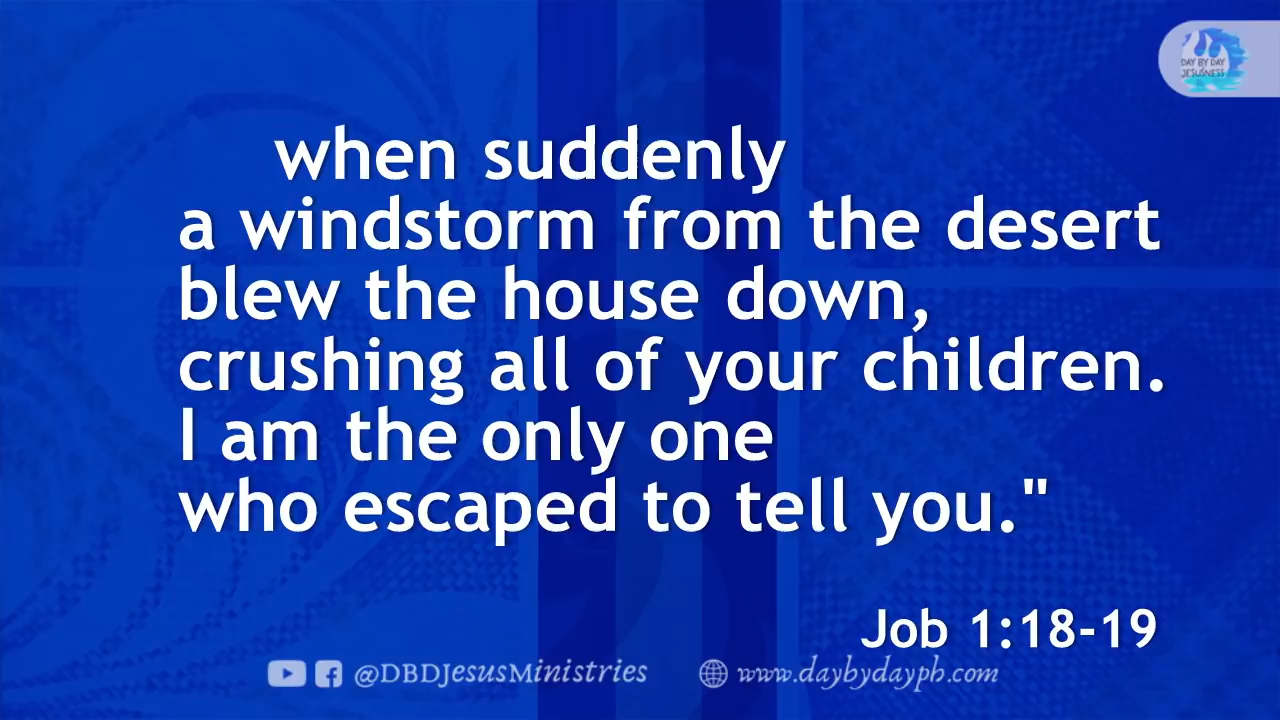 DAY BY DAY
JESUSNESS
when suddenly
a windstorm from the desert
blew the house down,
crushing all of your children.
I am the only one
who escaped to tell you."
Job 1:18-19
@DBDJesusMinistries
www.daybydayph.com